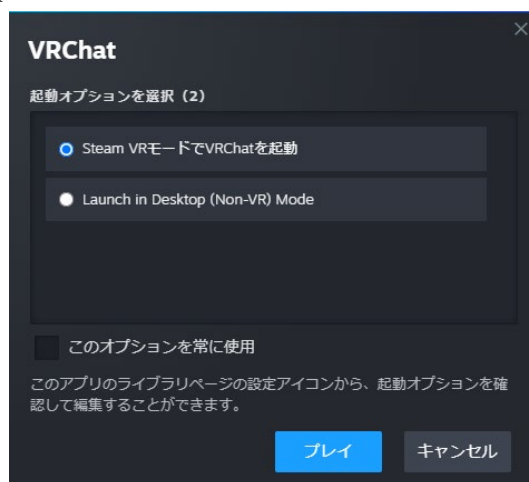 VRChat
起動オプションを選択（2）
Steam VRモードでVRChatを起動
Launch in Desktop (Non-VR) Mode
このオプションを常に使用
このアプリのライブラリページの設定アイコンから、起動オプションを確
認して編集することができます。
プレイ
キャンセル